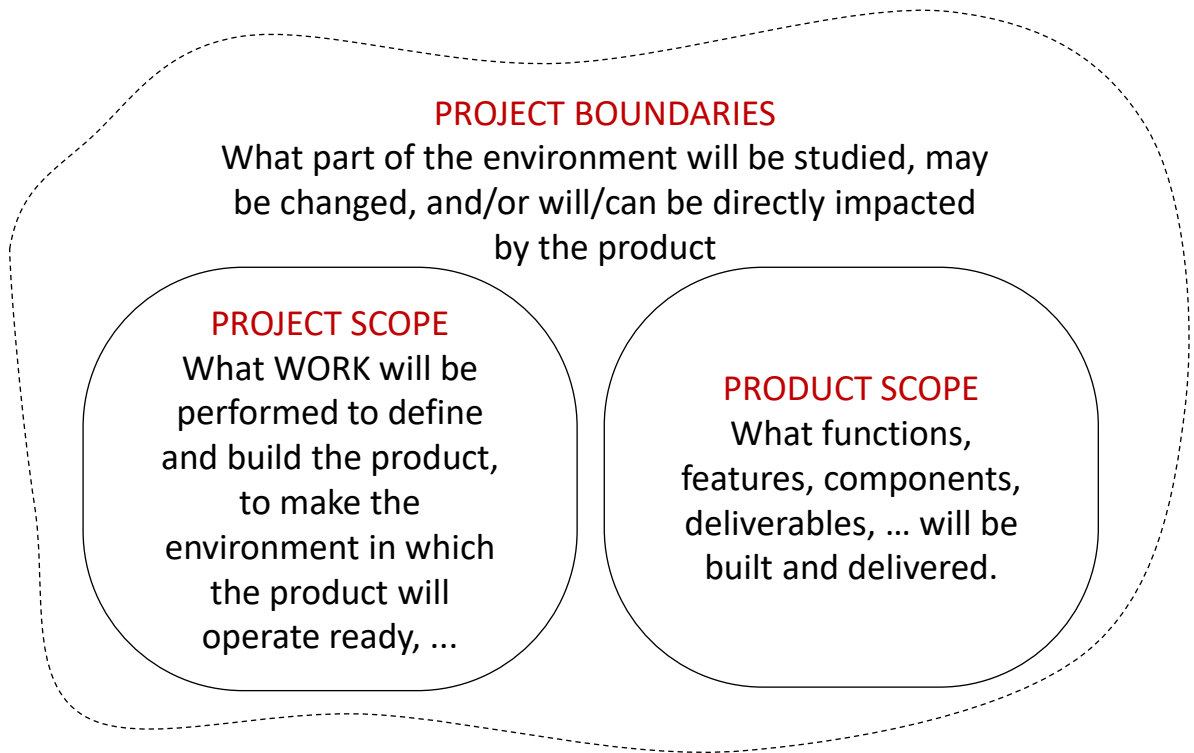 PROJECT BOUNDARIES
What part of the environment will be studied, may
be changed, and/or will/can be directly impacted
by the product
PROJECT SCOPE
What WORK will be
performed to define
and build the product,
to make the
environment in which
the product will
operate ready, ...
PRODUCT SCOPE
What functions,
features, components,
deliverables, ... will be
built and delivered.